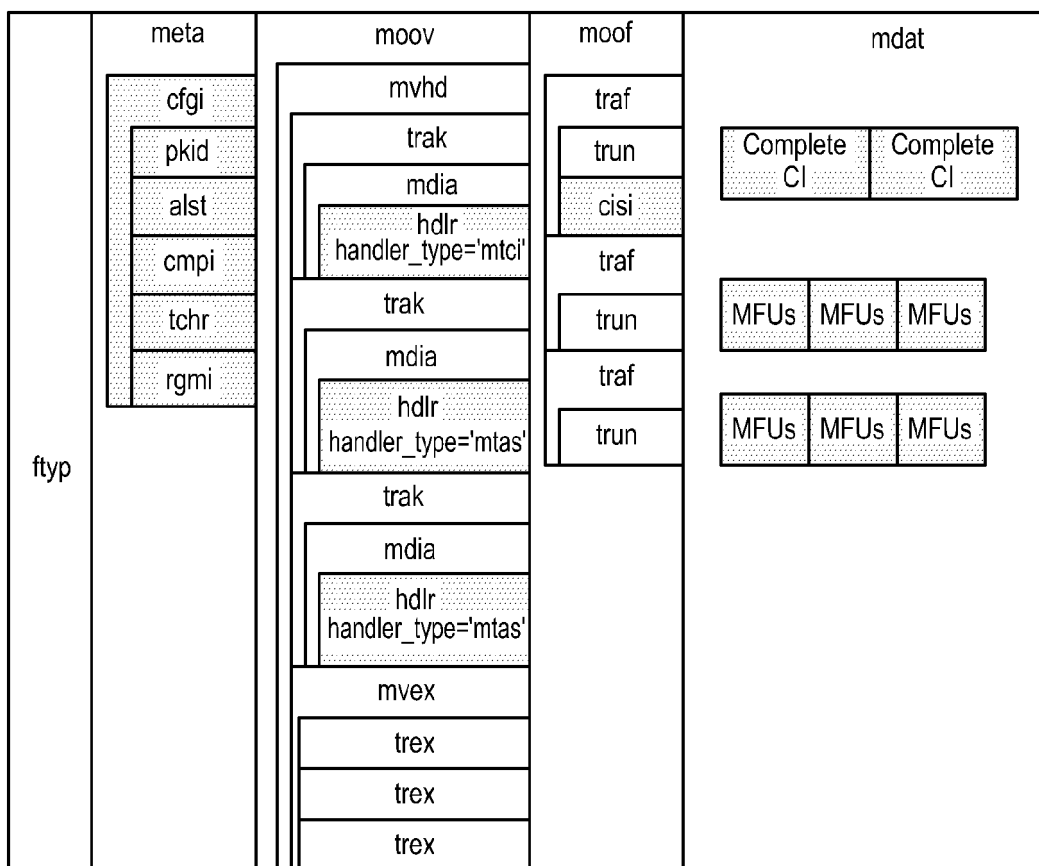 ftyp
meta
cfgi
pkid
alst
cmpi
tchr
rgmi
moov
mvhd
trak
mdia
hdlr
handler_type='mtci'
trak
mdia
hdlr
handler_type='mtas'
trak
mdia
hdlr
handler_type='mtas'
mvex
trex
trex
trex
moof
traf
trun
cisi
traf
trun
traf
trun
mdat
Complete
CI
Complete
CI
MFUs MFUs MFUs
MFUs MFUs MFUs